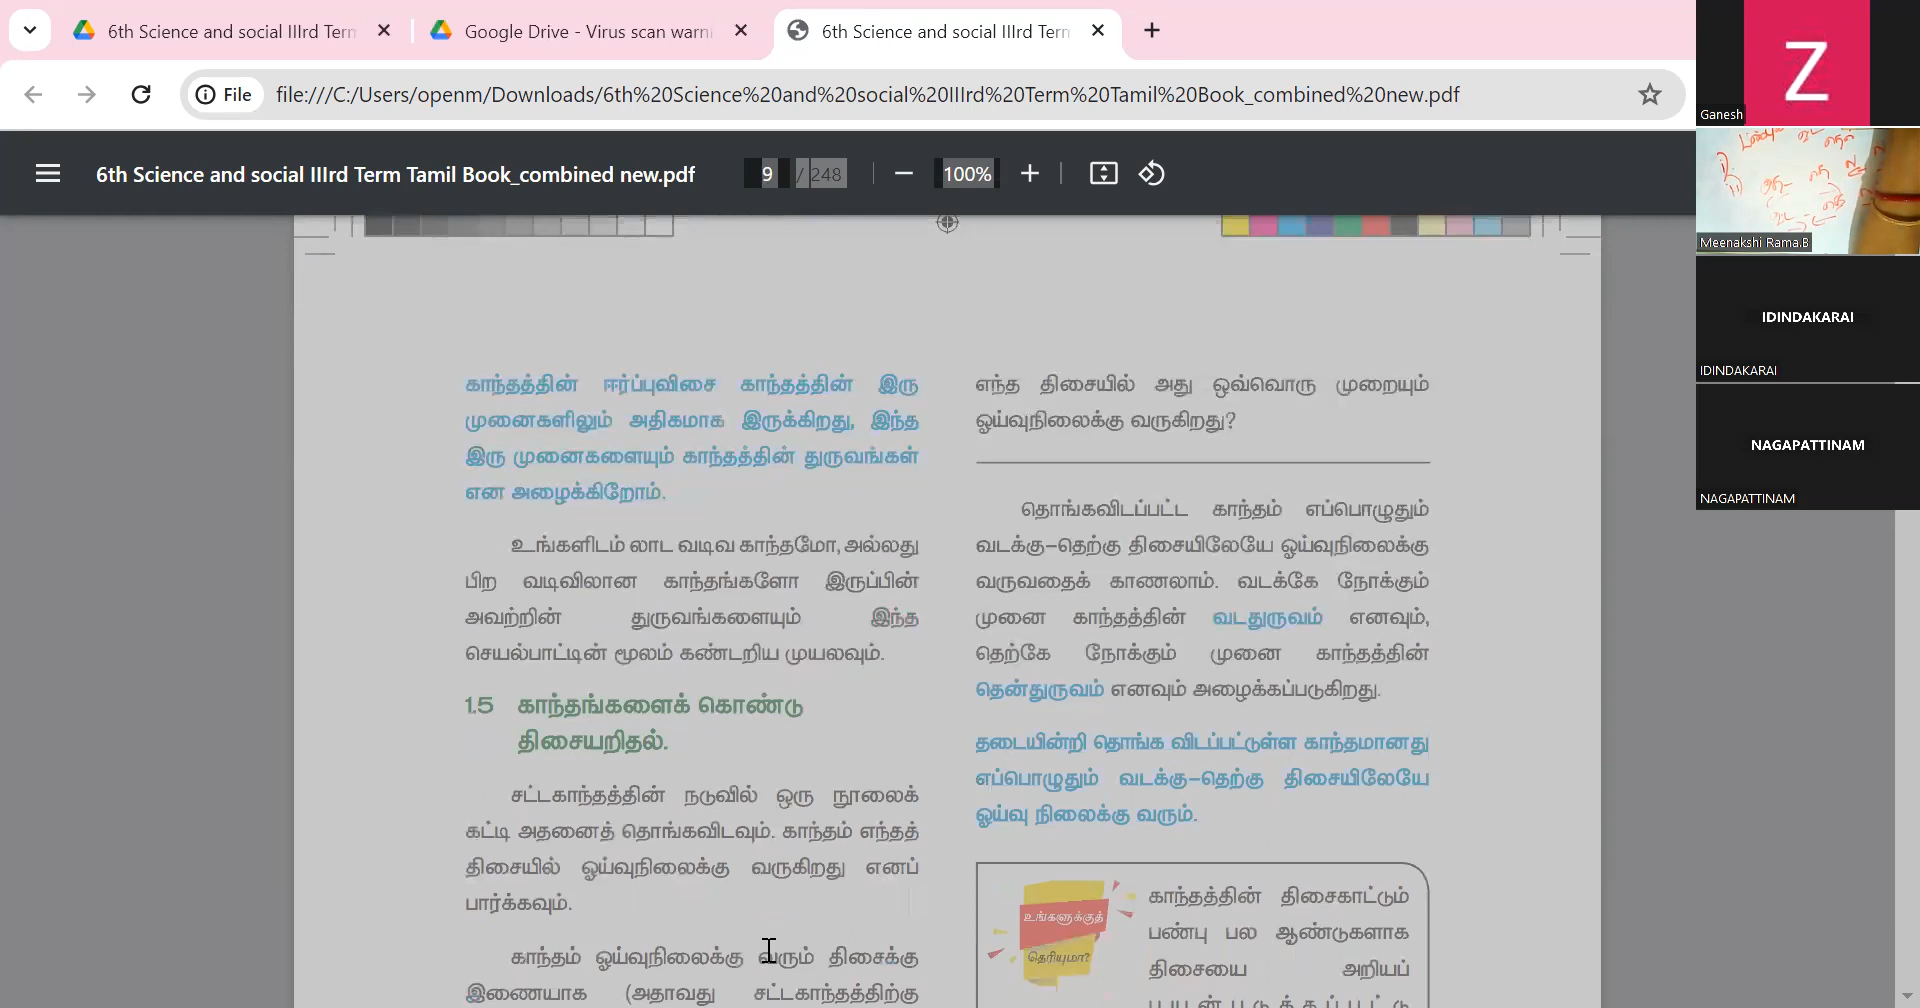 6th Science and social IIIrd Term
Google Drive - Virus scan warni
6th Science and social IIIrd Term
File
file:///C:/Users/openm/Downloads/6th%20Science%20and%20social%20IIIrd%20Term%20Tamil%20Book_combined%20new.pdf
6th Science and social IIIrd Term Tamil Book_combined new.pdf
9 / 248
100%
Z
Ganesh
Meenakshi Rama.B
IDINDAKARAI
IDINDAKARAI
NAGAPATTINAM
NAGAPATTINAM
காந்தத்தின் ஈர்ப்புவிசை காந்தத்தின் இரு
முனைகளிலும் அதிகமாக இருக்கிறது, இந்த
இரு முனைகளையும் காந்தத்தின் துருவங்கள்
என அழைக்கிறோம்.
உங்களிடம் லாட வடிவ காந்தமோ, அல்லது
பிற வடிவிலான காந்தங்களோ இருப்பின்
அவற்றின் துருவங்களையும் இந்த
செயல்பாட்டின் மூலம் கண்டறிய முயலவும்.
1.5 காந்தங்களைக் கொண்டு
திசையறிதல்.
சட்டகாந்தத்தின் நடுவில் ஒரு நூலைக்
கட்டி அதனைத் தொங்கவிடவும். காந்தம் எந்தத்
திசையில் ஓய்வுநிலைக்கு வருகிறது எனப்
பார்க்கவும்.
காந்தம் ஓய்வுநிலைக்கு வரும் திசைக்கு
இணையாக (அதாவது சட்டகாந்தத்திற்கு
எந்த திசையில் அது ஒவ்வொரு முறையும்
ஓய்வுநிலைக்கு வருகிறது?
தொங்கவிடப்பட்ட காந்தம் எப்பொழுதும்
வடக்கு–தெற்கு திசையிலேயே ஓய்வுநிலைக்கு
வருவதைக் காணலாம். வடக்கே நோக்கும்
முனை காந்தத்தின் வடதுருவம் எனவும்,
தெற்கே நோக்கும் முனை காந்தத்தின்
தென்துருவம் எனவும் அழைக்கப்படுகிறது.
தடையின்றி தொங்க விடப்பட்டுள்ள காந்தமானது
எப்பொழுதும் வடக்கு–தெற்கு திசையிலேயே
ஓய்வு நிலைக்கு வரும்.
உங்களுக்குத்
தெரியுமா?
காந்தத்தின் திசைகாட்டும்
பண்பு பல ஆண்டுகளாக
திசையை அறியப்